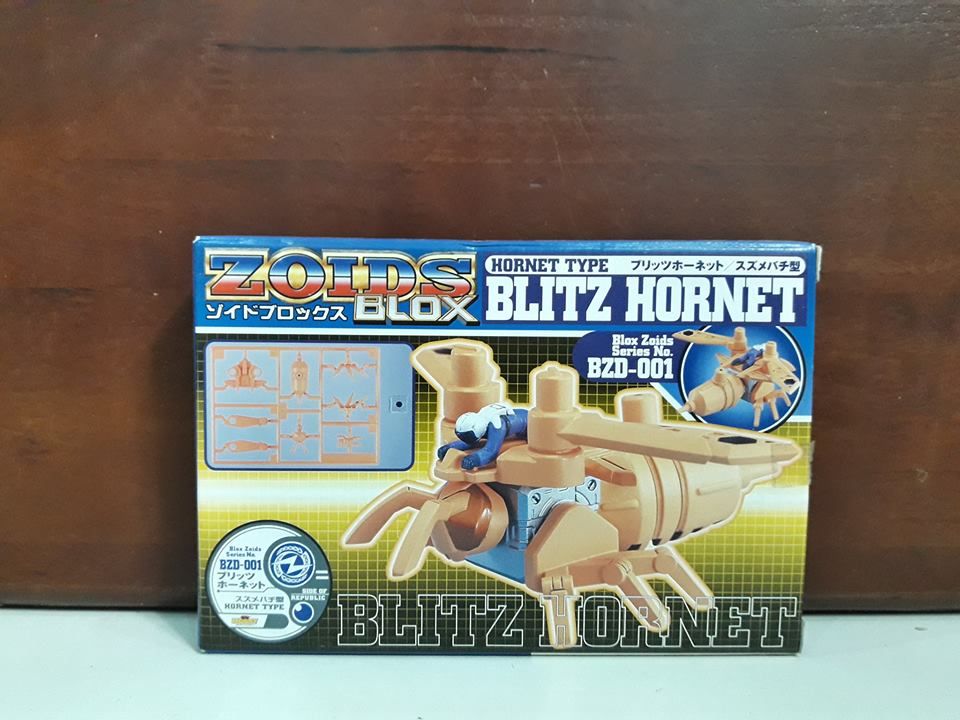 ZOIDS
BLOX
ゾイドブロックス
HORNET TYPE ブリッツホーネット／スズメバチ型
BLITZ HORNET
Blox Zoids
Series No.
BZD-001
Blox Zoids
Series No.
BZD-001
ブリッツ
ホーネット
スズメバチ型
HORNET TYPE
SIDE OF
REPUBLIC
BLITZ HORNET